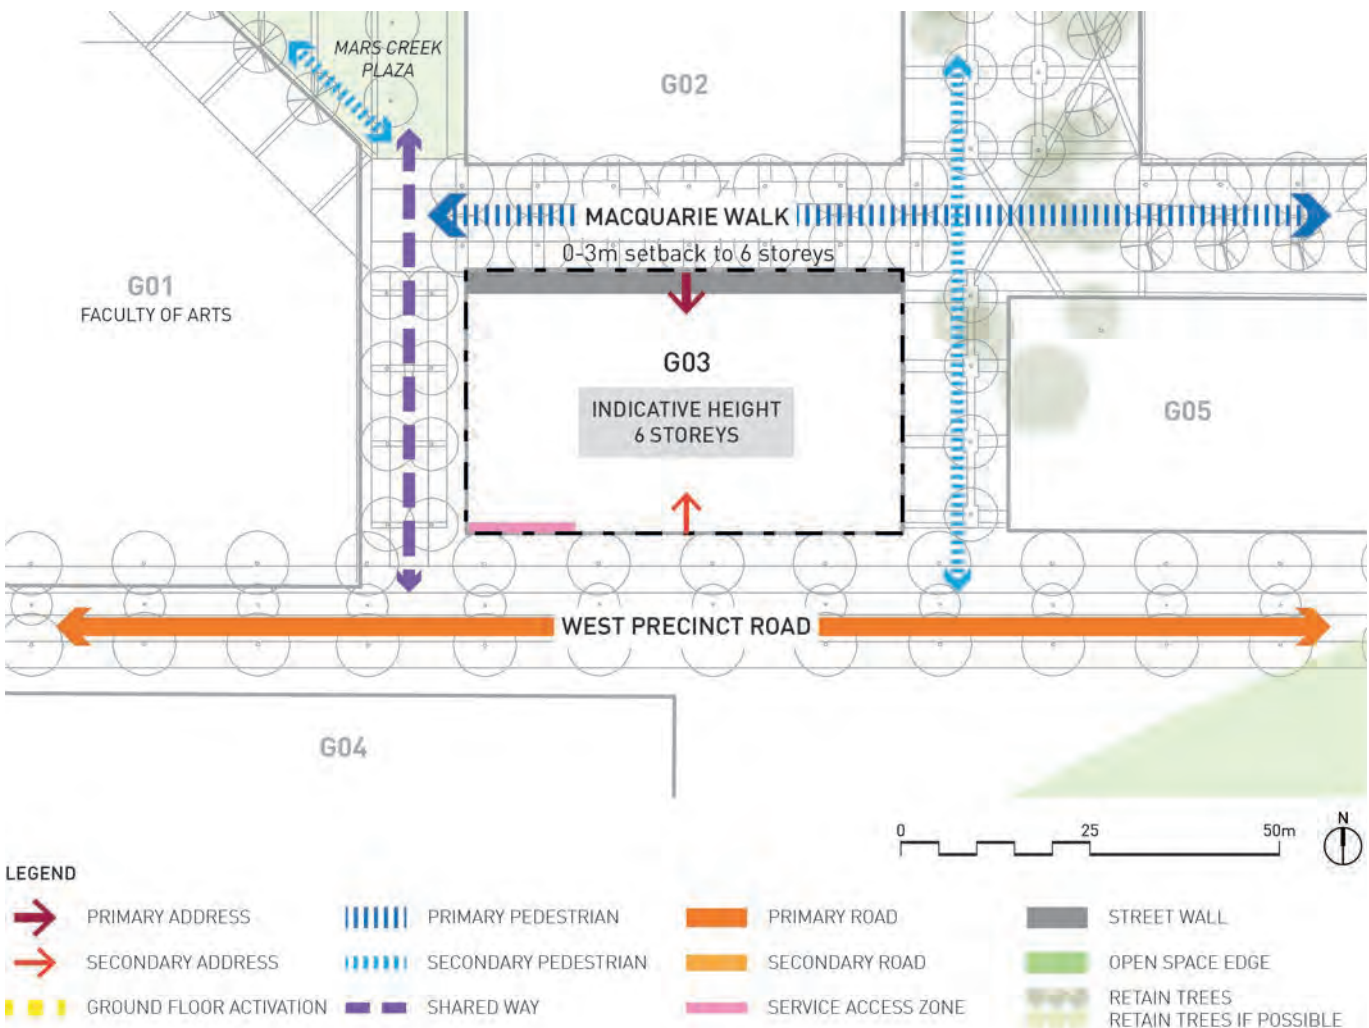 MARS CREEK
PLAZA
G02
MACQUARIE WALK
0-3m setback to 6 storeys
G01
FACULTY OF ARTS
G03
INDICATIVE HEIGHT
6 STOREYS
G05
WEST PRECINCT ROAD
G04
0 25 50m
N
LEGEND
PRIMARY ADDRESS
SECONDARY ADDRESS
GROUND FLOOR ACTIVATION
PRIMARY PEDESTRIAN
SECONDARY PEDESTRIAN
SHARED WAY
PRIMARY ROAD
SECONDARY ROAD
SERVICE ACCESS ZONE
STREET WALL
OPEN SPACE EDGE
RETAIN TREES
RETAIN TREES IF POSSIBLE